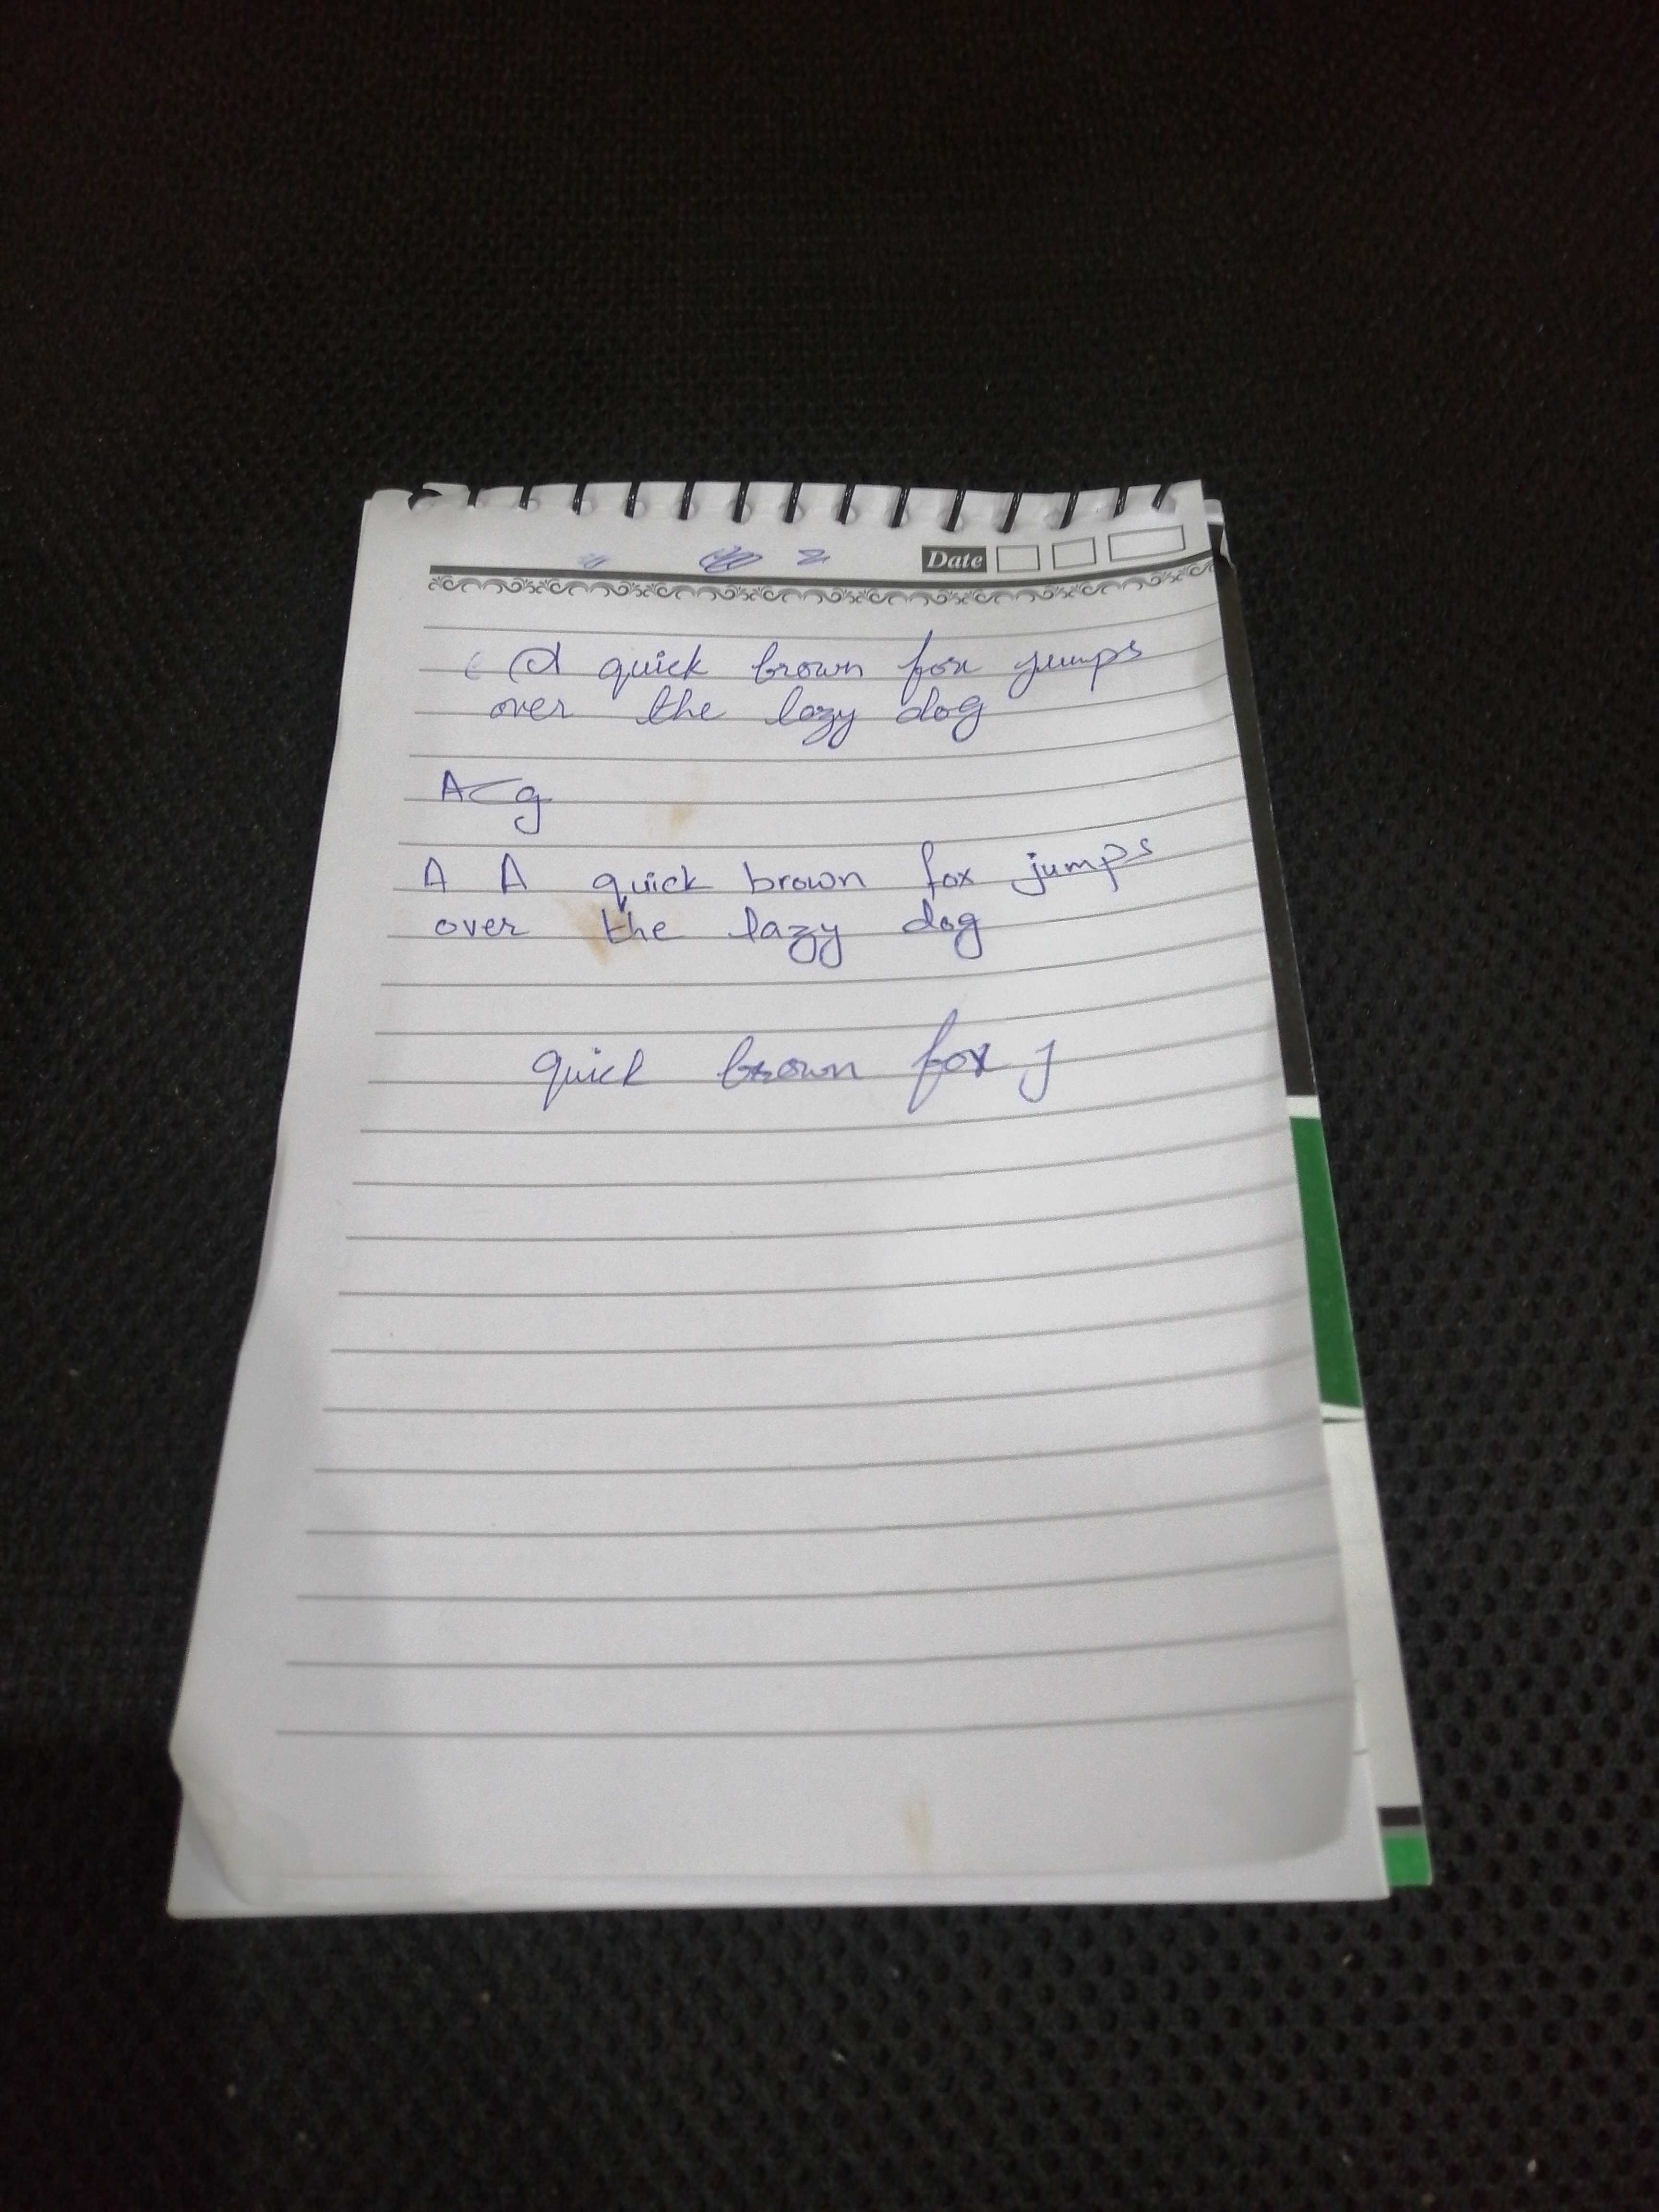 Date
A quick brown fox jumps
over the lazy dog
A A quick brown fox jumps
over the lazy dog
quick brown fox j